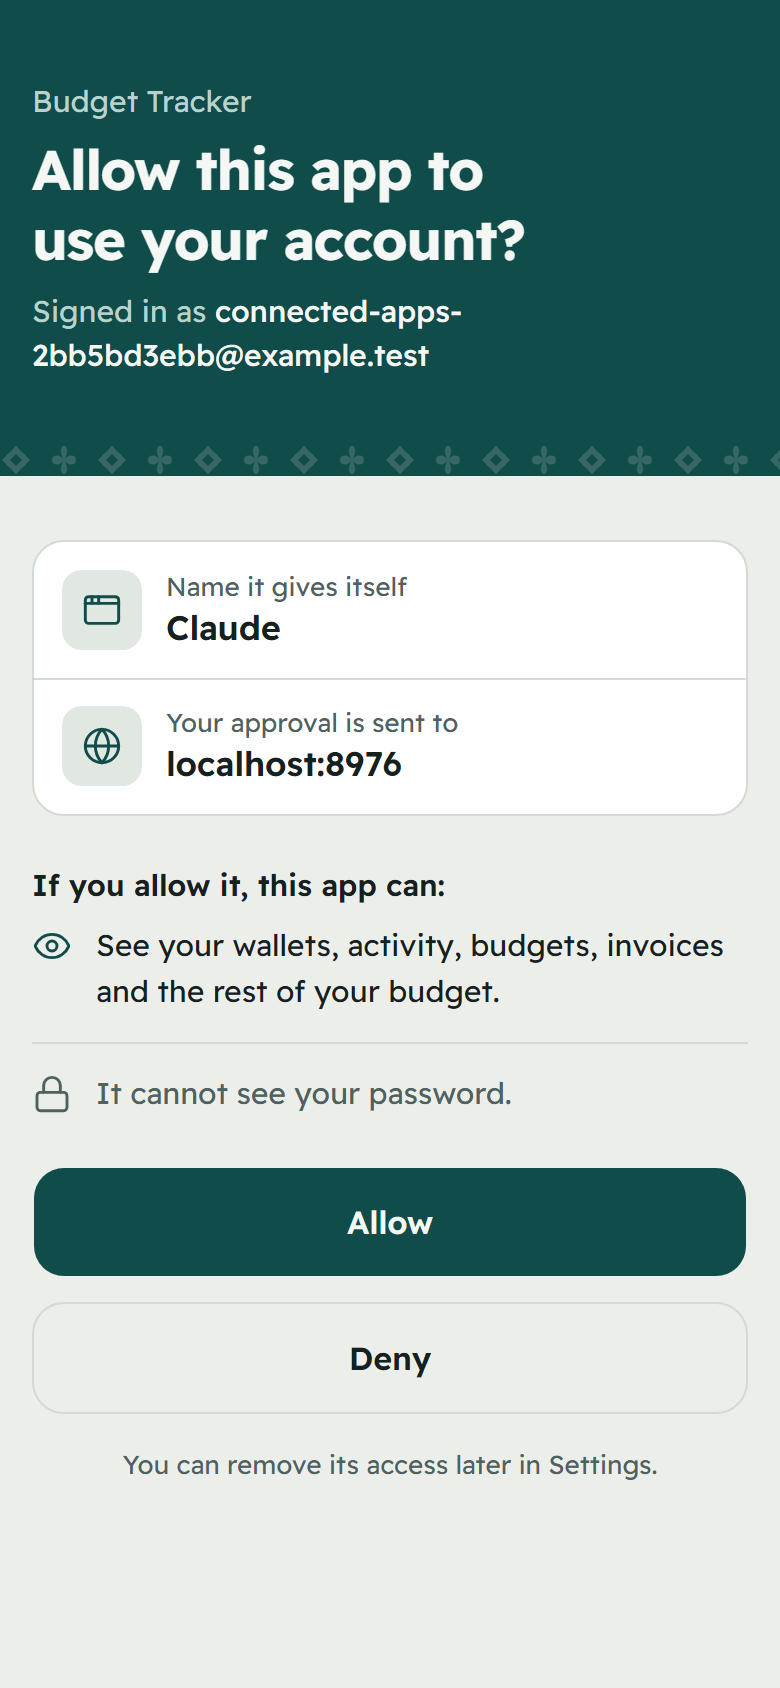 Budget Tracker
Allow this app to
use your account?
Signed in as connected-apps-
2bb5bd3ebb@example.test
Name it gives itself
Claude
Your approval is sent to
localhost:8976
If you allow it, this app can:
See your wallets, activity, budgets, invoices
and the rest of your budget.
It cannot see your password.
Allow
Deny
You can remove its access later in Settings.